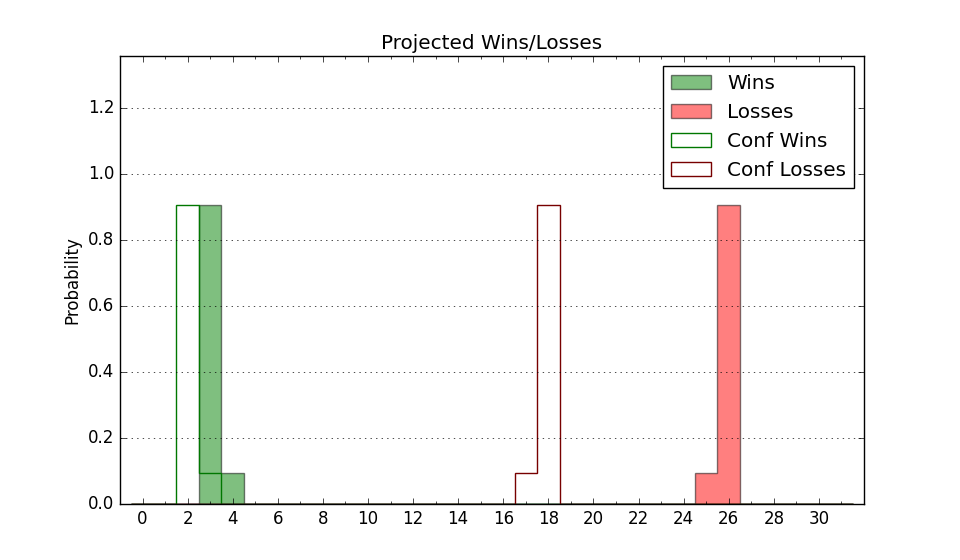 Projected Wins/Losses
Wins
Losses
Conf Wins
Conf Losses
Probability
1.2
1.0
0.8
0.6
0.4
0.2
0.0
0 2 4 6 8 10 12 14 16 18 20 22 24 26 28 30